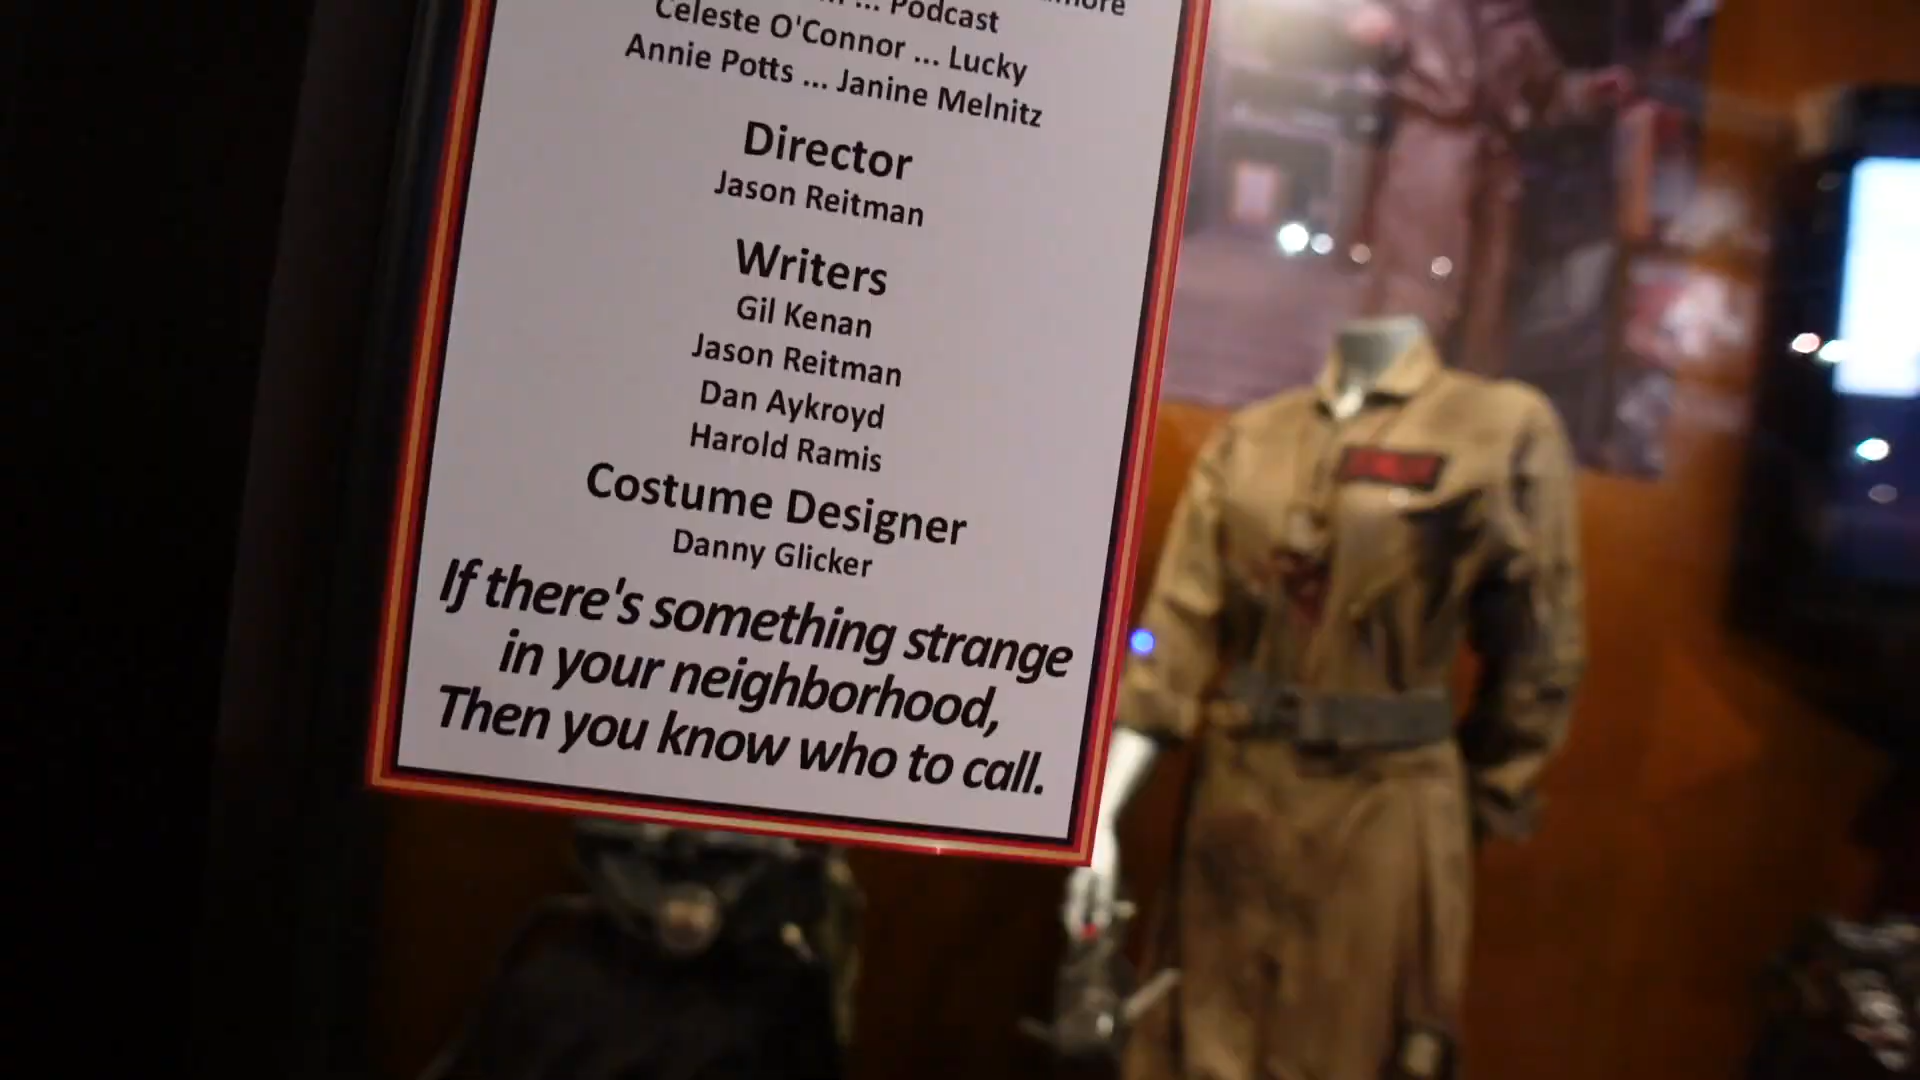 ... Podcast
Celeste O'Connor ... Lucky
Annie Potts ... Janine Melnitz
Director
Jason Reitman
Writers
Gil Kenan
Jason Reitman
Dan Aykroyd
Harold Ramis
Costume Designer
Danny Glicker
If there's something strange
in your neighborhood,
Then you know who to call.